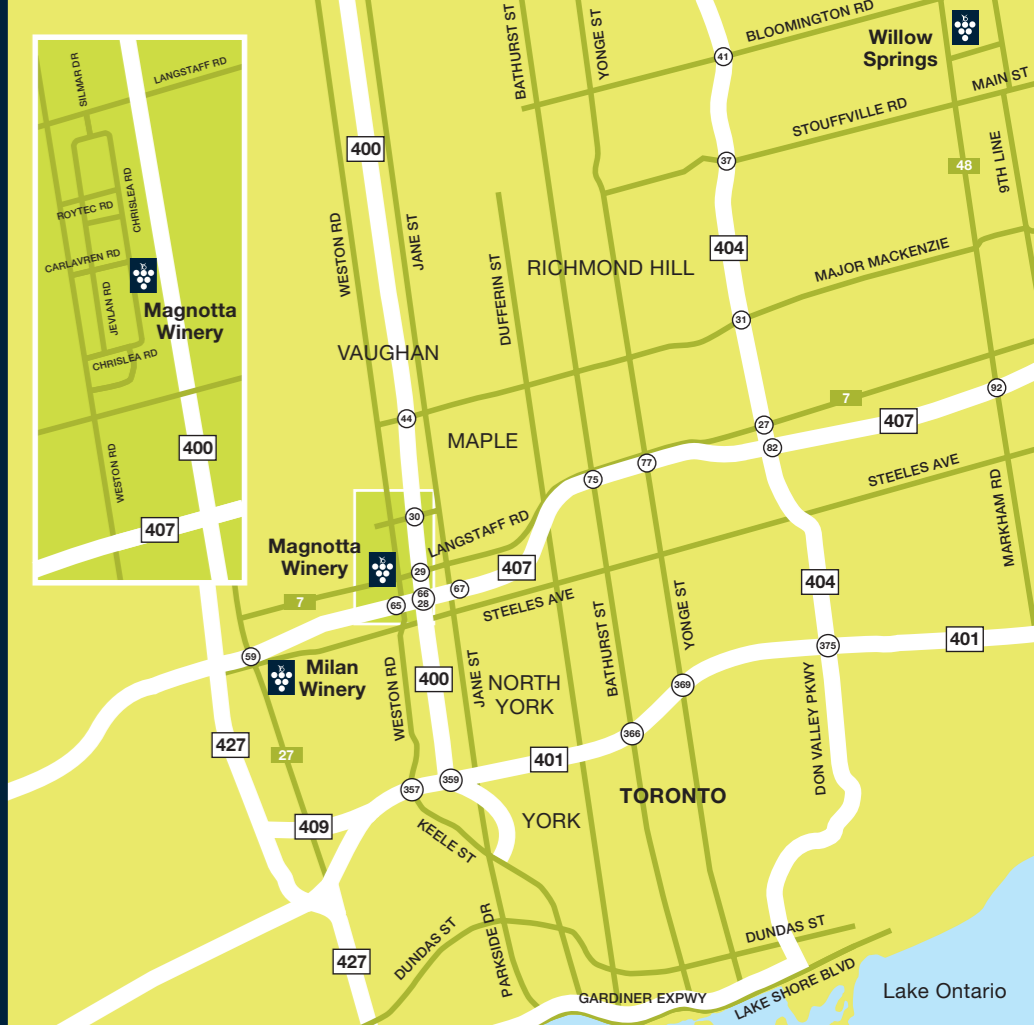 BLOOMINGTON RD
Willow
Springs
BATHURST ST
YONGE ST
41
MAIN ST
STOUFFVILLE RD
SILMAR DR
LANGSTAFF RD
400
37
48
9TH LINE
CHRISLEA RD
ROYTEC RD
WESTON RD
JANE ST
404
MAJOR MACKENZIE
CARLAVREN RD
DUFFERIN ST
RICHMOND HILL
JEVLAN RD
Magnotta
Winery
31
CHRISLEA RD
VAUGHAN
92
7
44
27
407
MAPLE
82
400
77
WESTON RD
75
STEELES AVE
30
LANGSTAFF RD
MARKHAM RD
407
Magnotta
Winery
29
407
404
7
66
28
67
65
STEELES AVE
BATHURST ST
YONGE ST
59
401
375
Milan
Winery
WESTON RD
400
JANE ST
NORTH
YORK
369
DON VALLEY PKWY
427
27
366
401
359
357
TORONTO
409
KEELE ST
YORK
DUNDAS ST
PARKSIDE DR
DUNDAS ST
427
LAKE SHORE BLVD
GARDINER EXPWY
Lake Ontario